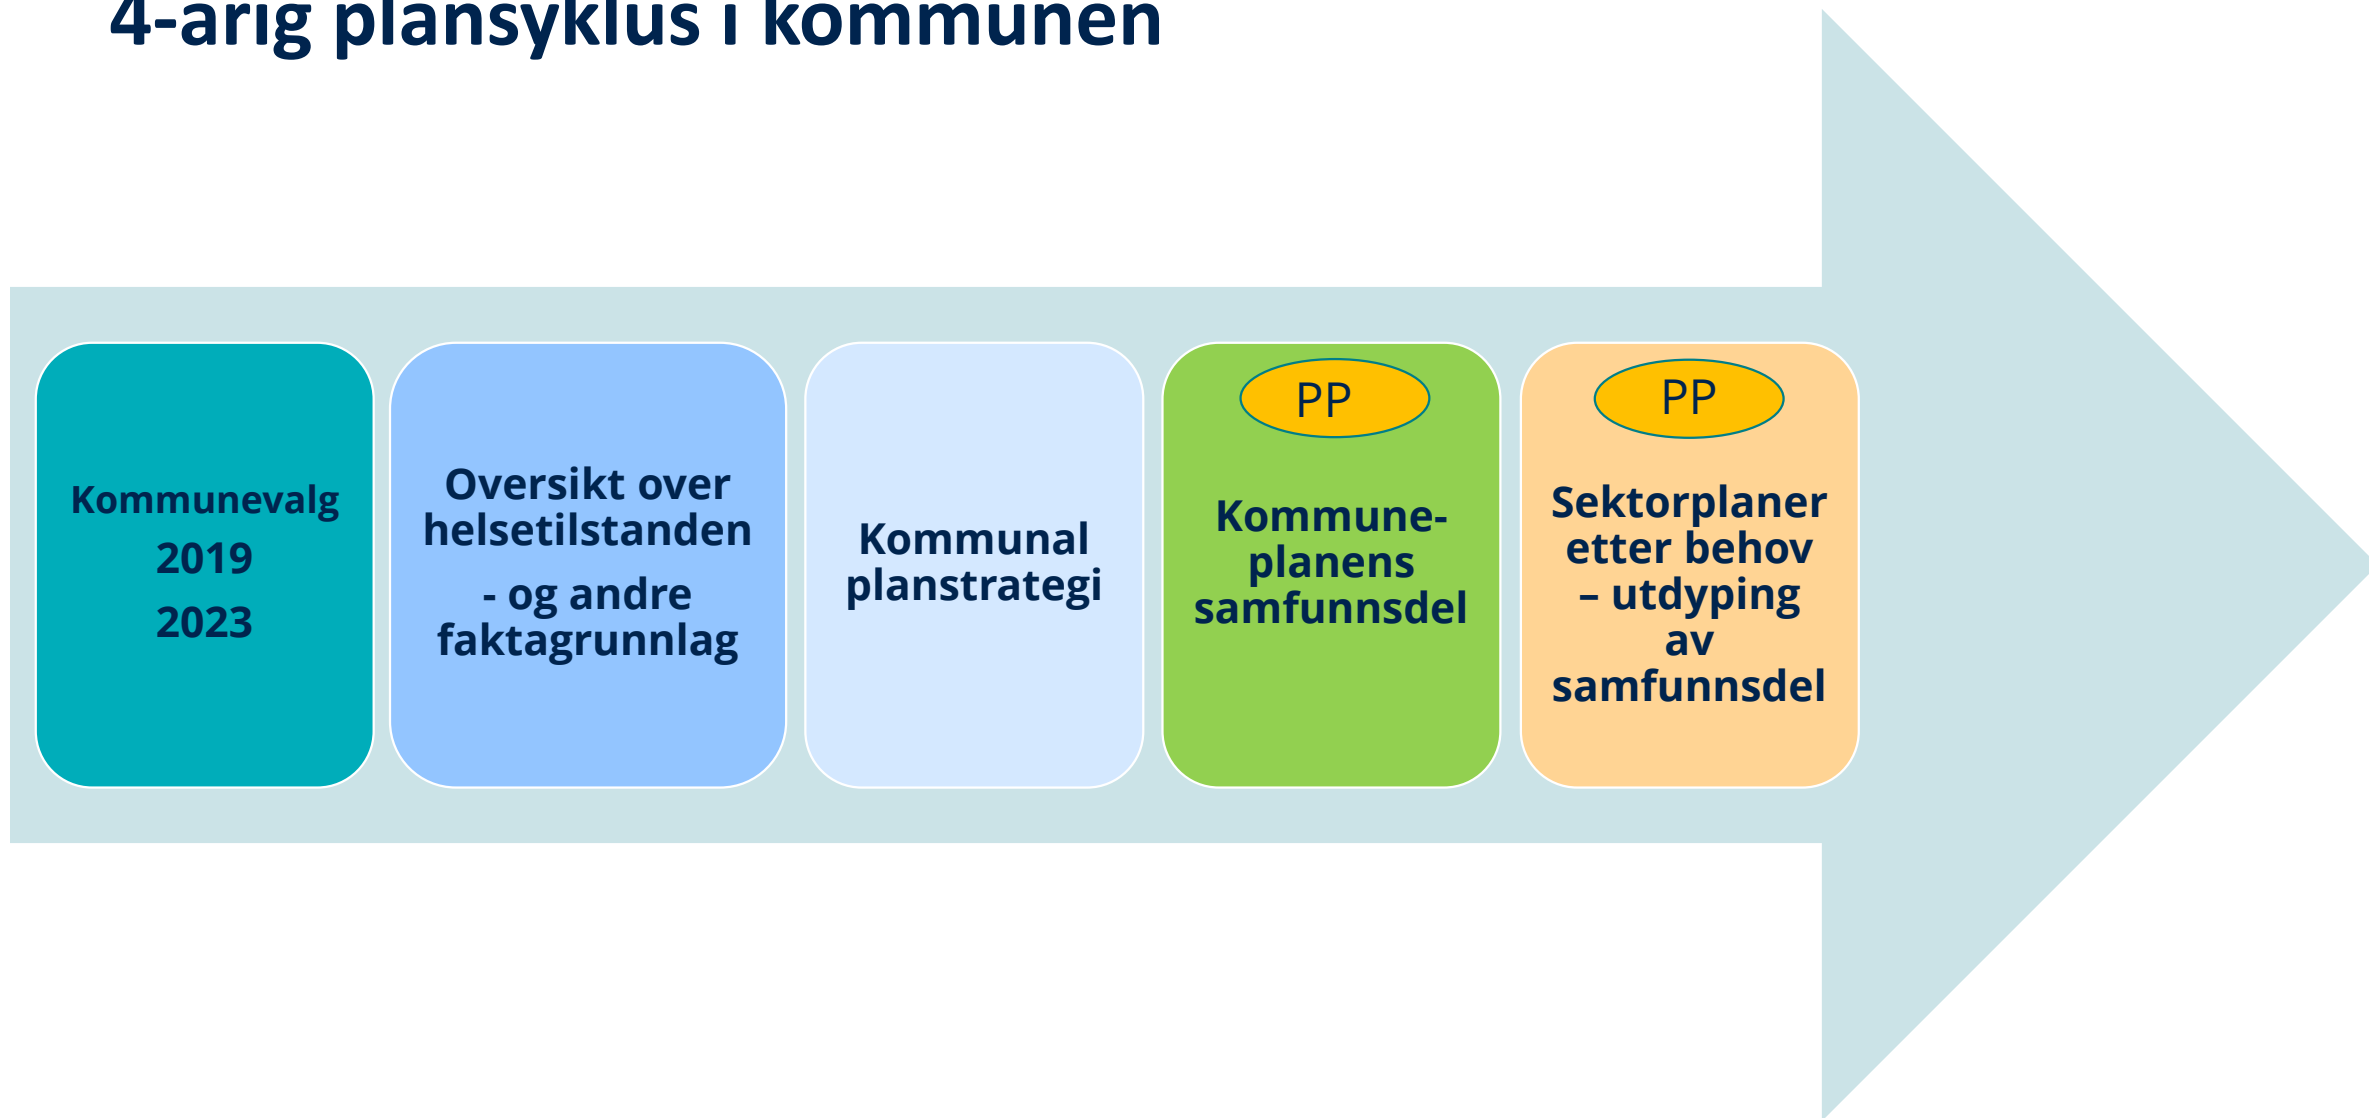 4-årig plansyklus i kommunen
Kommunevalg
2019
2023
Oversikt over
helsetilstanden
- og andre
faktagrunnlag
Kommunal
planstrategi
PP
Kommune-
planens
samfunnsdel
PP
Sektorplaner
etter behov
– utdyping
av
samfunnsdel